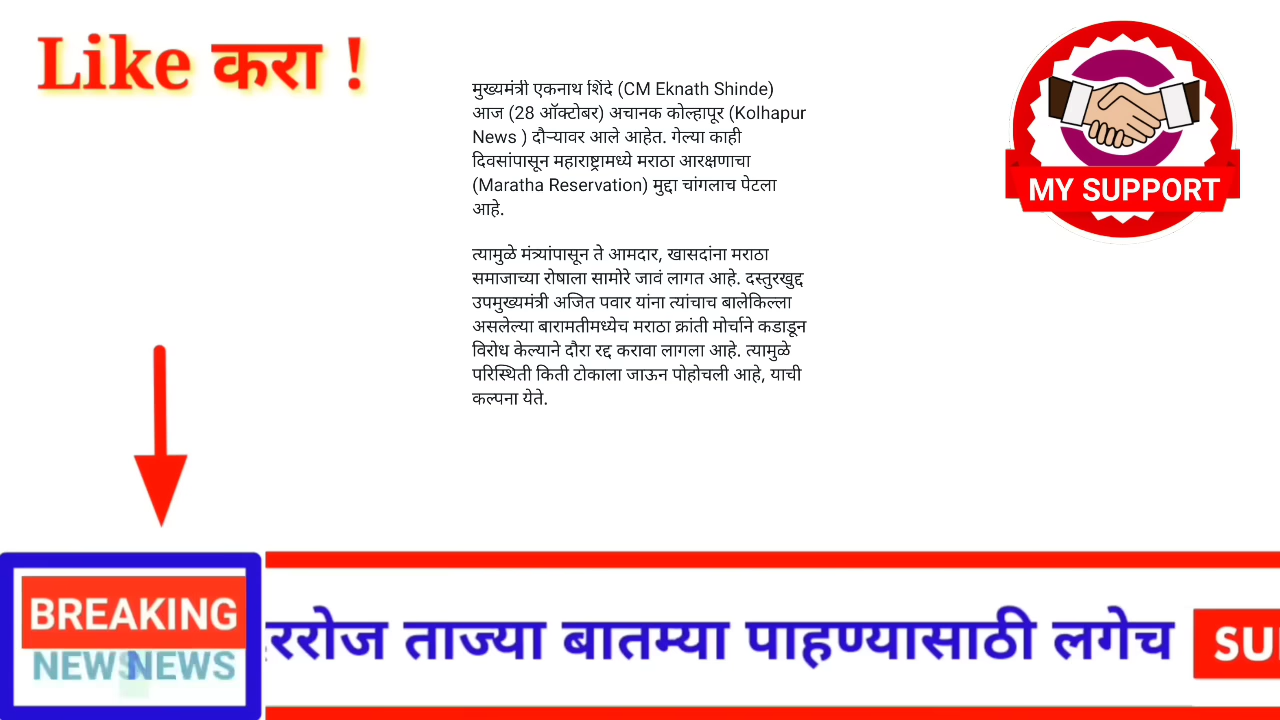 Like करा !
मुख्यमंत्री एकनाथ शिंदे (CM Eknath Shinde)
आज (28 ऑक्टोबर) अचानक कोल्हापूर (Kolhapur
News ) दौऱ्यावर आले आहेत. गेल्या काही
दिवसांपासून महाराष्ट्रामध्ये मराठा आरक्षणाचा
(Maratha Reservation) मुद्दा चांगलाच पेटला
आहे.
त्यामुळे मंत्र्यांपासून ते आमदार, खासदांना मराठा
समाजाच्या रोषाला सामोरे जावं लागत आहे. दस्तुरखुद्द
उपमुख्यमंत्री अजित पवार यांना त्यांचाच बालेकिल्ला
असलेल्या बारामतीमध्येच मराठा क्रांती मोर्चाने कडाडून
विरोध केल्याने दौरा रद्द करावा लागला आहे. त्यामुळे
परिस्थिती किती टोकाला जाऊन पोहोचली आहे, याची
कल्पना येते.
MY SUPPORT
BREAKING
NEWS NEWS
ररोज ताज्या बातम्या पाहण्यासाठी लगेच